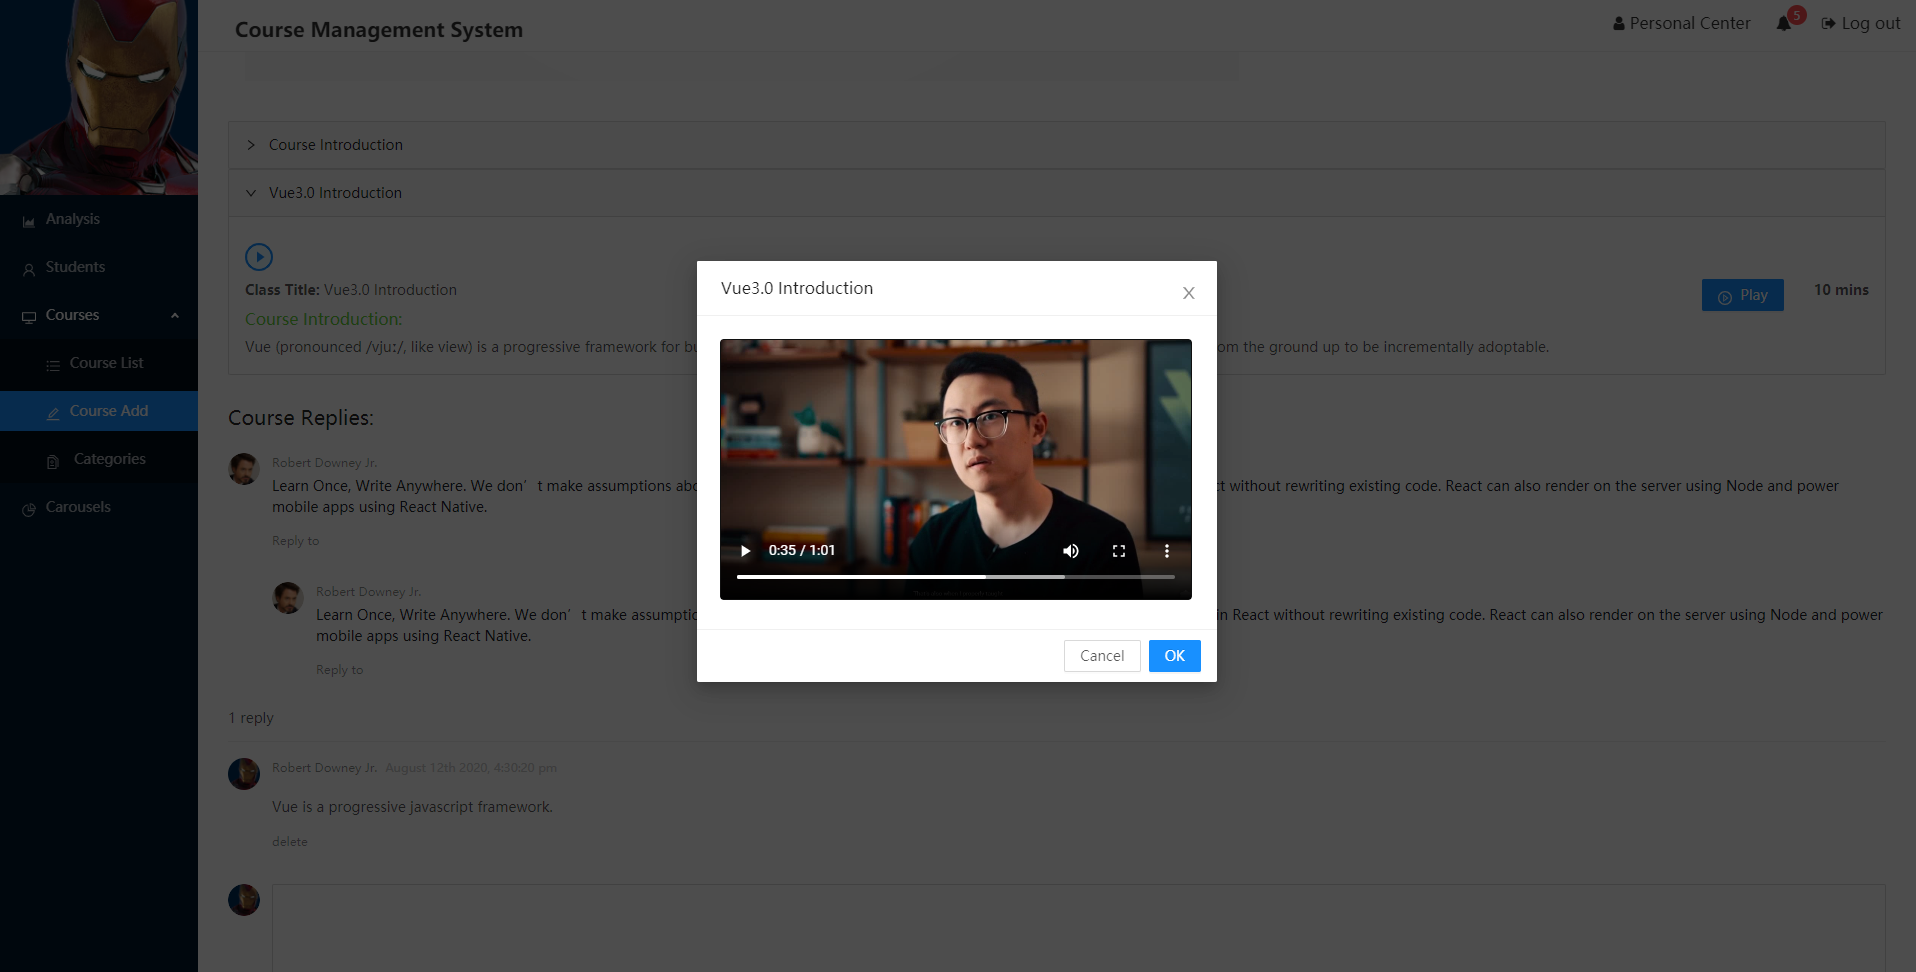 Course Management System
Personal Center
5
Log out
Analysis
Students
Courses
Course List
Course Add
Categories
Carousels
Course Introduction
Vue3.0 Introduction
Class Title: Vue3.0 Introduction
Play
10 mins
Course Introduction:
Vue (pronounced /vjuː/, like view) is a progressive framework for bu
om the ground up to be incrementally adoptable.
Vue3.0 Introduction
0:35 / 1:01
Cancel
OK
Course Replies:
Robert Downey Jr.
Learn Once, Write Anywhere. We don’t make assumptions abo
ct without rewriting existing code. React can also render on the server using Node and power
mobile apps using React Native.
Reply to
Robert Downey Jr.
Learn Once, Write Anywhere. We don’t make assumptio
in React without rewriting existing code. React can also render on the server using Node and power
mobile apps using React Native.
Reply to
1 reply
Robert Downey Jr. August 12th 2020, 4:30:20 pm
Vue is a progressive javascript framework.
delete